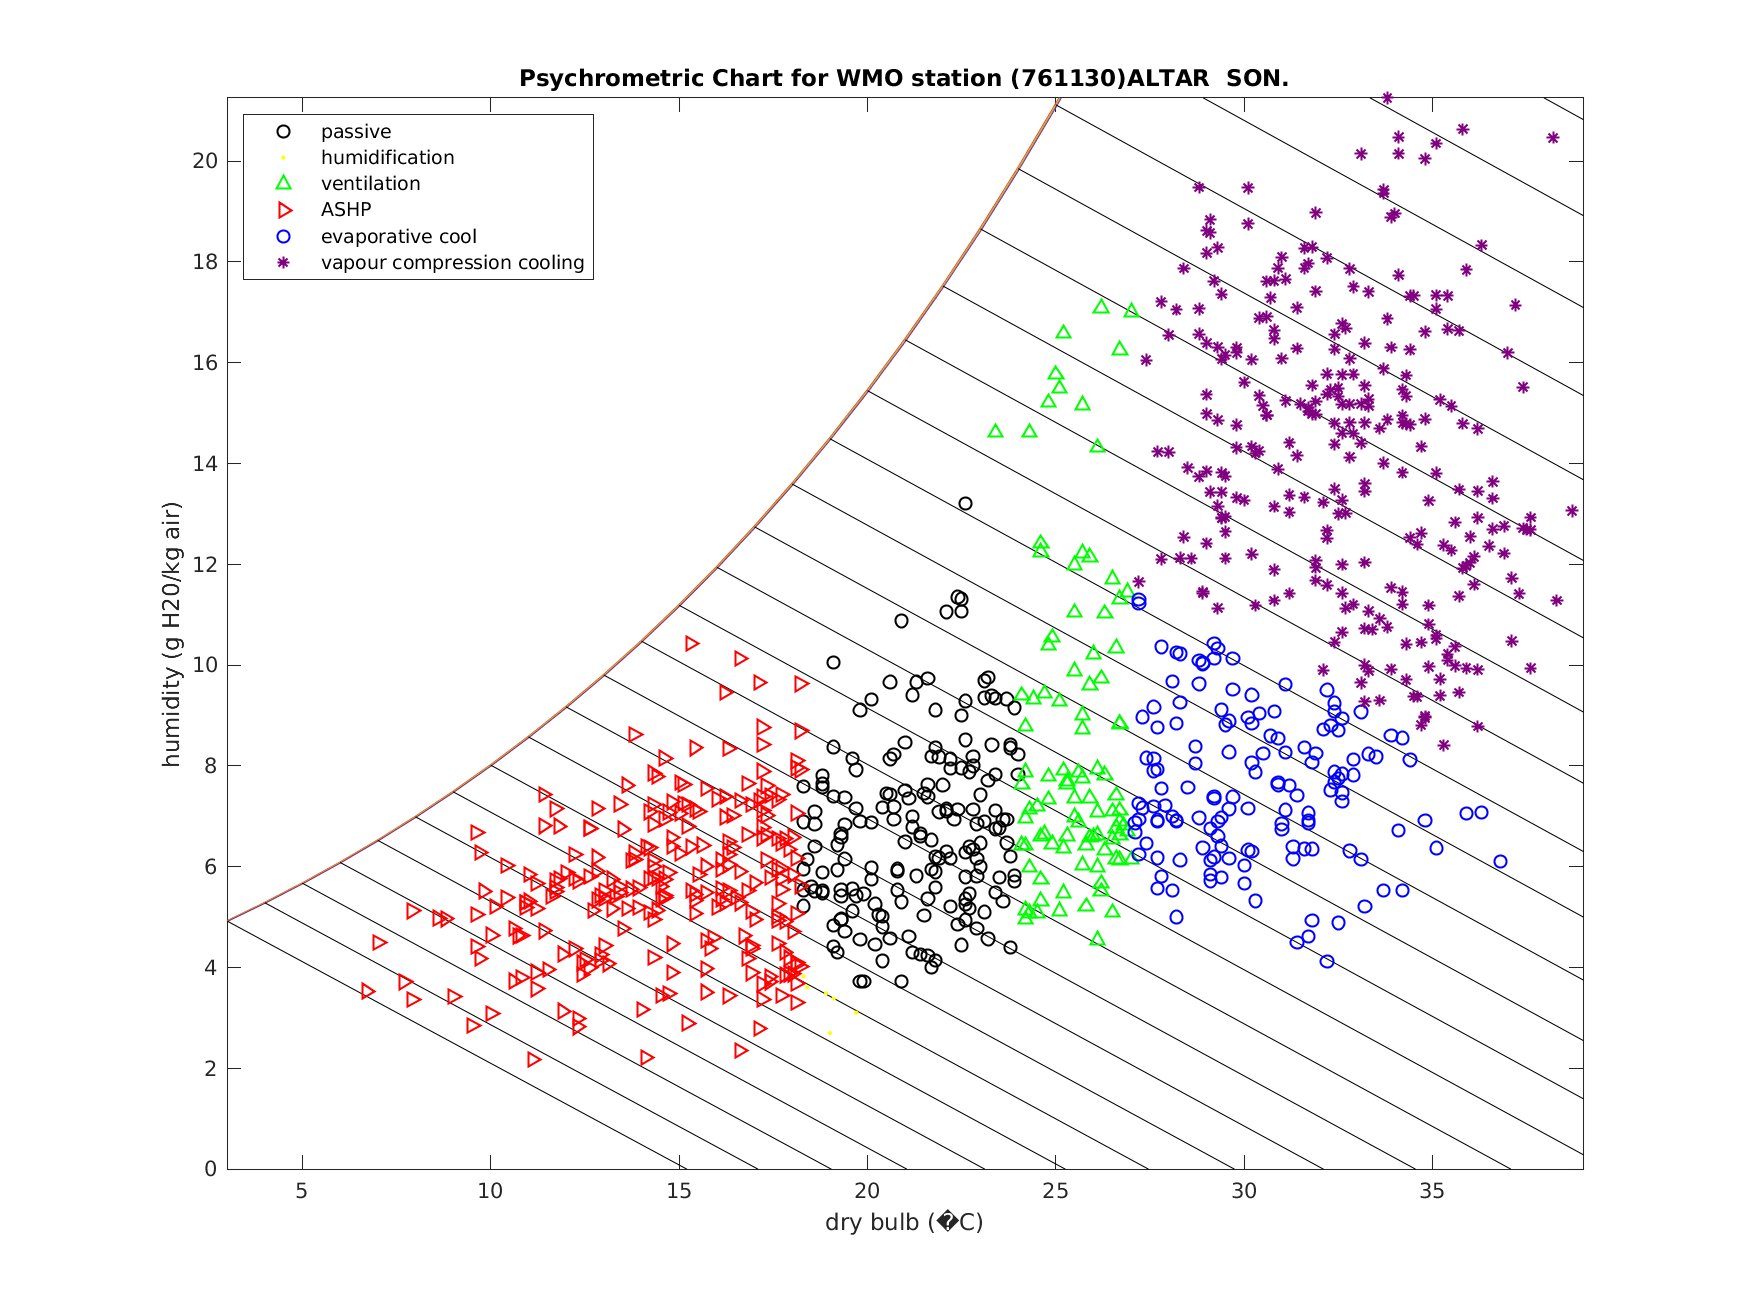 Psychrometric Chart for WMO station (761130)ALTAR  SON.
passive
humidification
ventilation
ASHP
evaporative cool
vapour compression cooling
humidity (g H20/kg air)
20
18
16
14
12
10
8
6
4
2
0
5 10 15 20 25 30 35
dry bulb (�C)